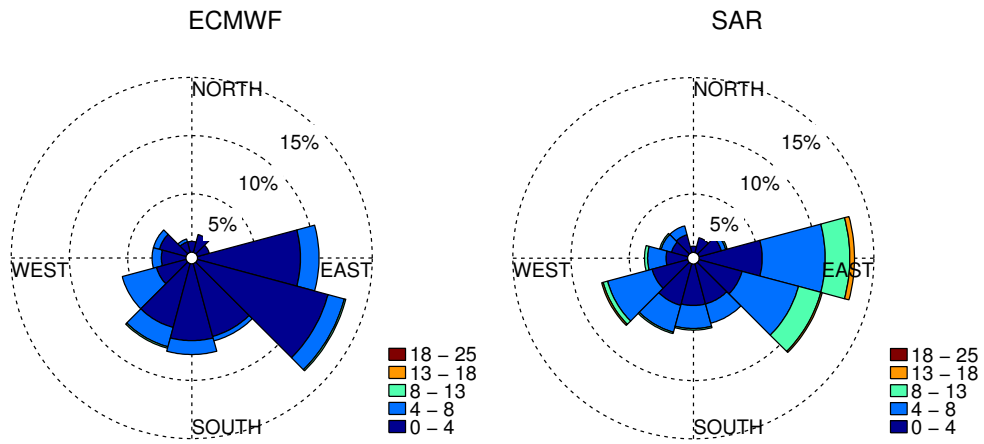 ECMWF
NORTH
15%
10%
5%
WEST
EAST
SOUTH
18 – 25
13 – 18
8 – 13
4 – 8
0 – 4
SAR
NORTH
15%
10%
5%
WEST
EAST
SOUTH
18 – 25
13 – 18
8 – 13
4 – 8
0 – 4